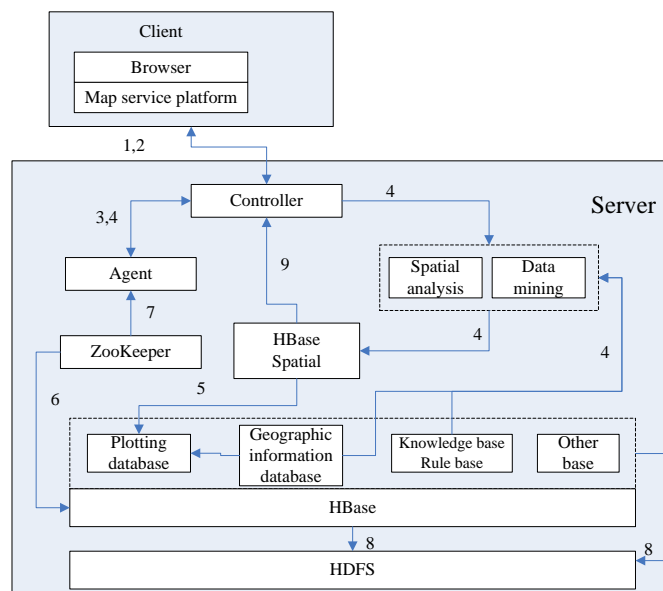 Client
Browser
Map service platform
1,2
Controller
4
Server
3,4
9
Agent
Spatial
analysis
Data
mining
7
ZooKeeper
HBase
Spatial
4
4
6
5
Plotting
database
Geographic
information
database
Knowledge base
Rule base
Other
base
HBase
8
8
HDFS